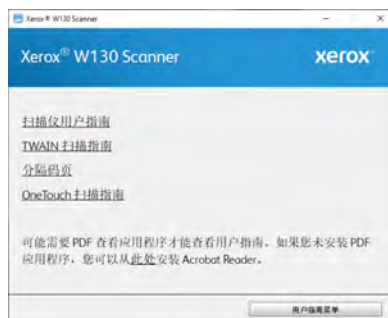 Xerox® W130 Scanner
Xerox® W130 Scanner
xerox™
扫描仪用户指南
TWAIN 扫描指南
分隔码页
OneTouch 扫描指南
可能需要 PDF 查看应用程序才能查看用户指南。如果您未安装 PDF
应用程序，您可以从此处安装 Acrobat Reader。
用户指南菜单